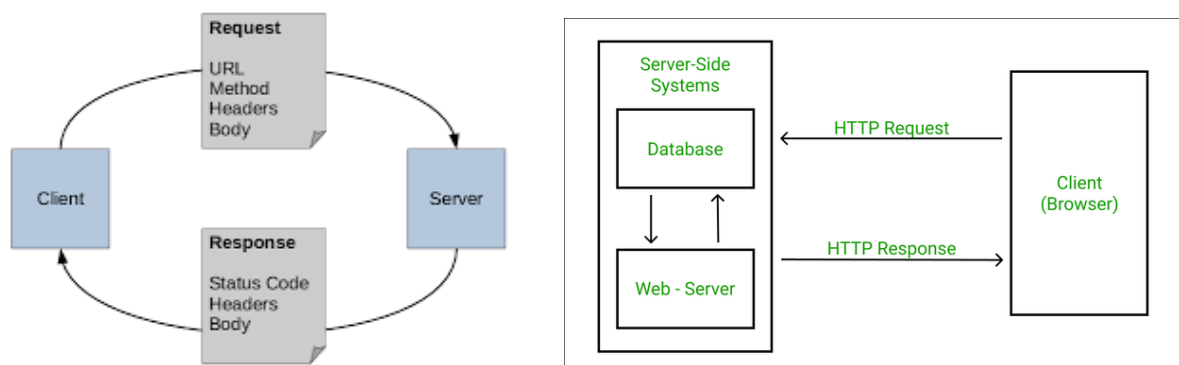 Request
URL
Method
Headers
Body
Client
Server
Response
Status Code
Headers
Body
Server-Side
Systems
Database
Web - Server
HTTP Request
HTTP Response
Client
(Browser)